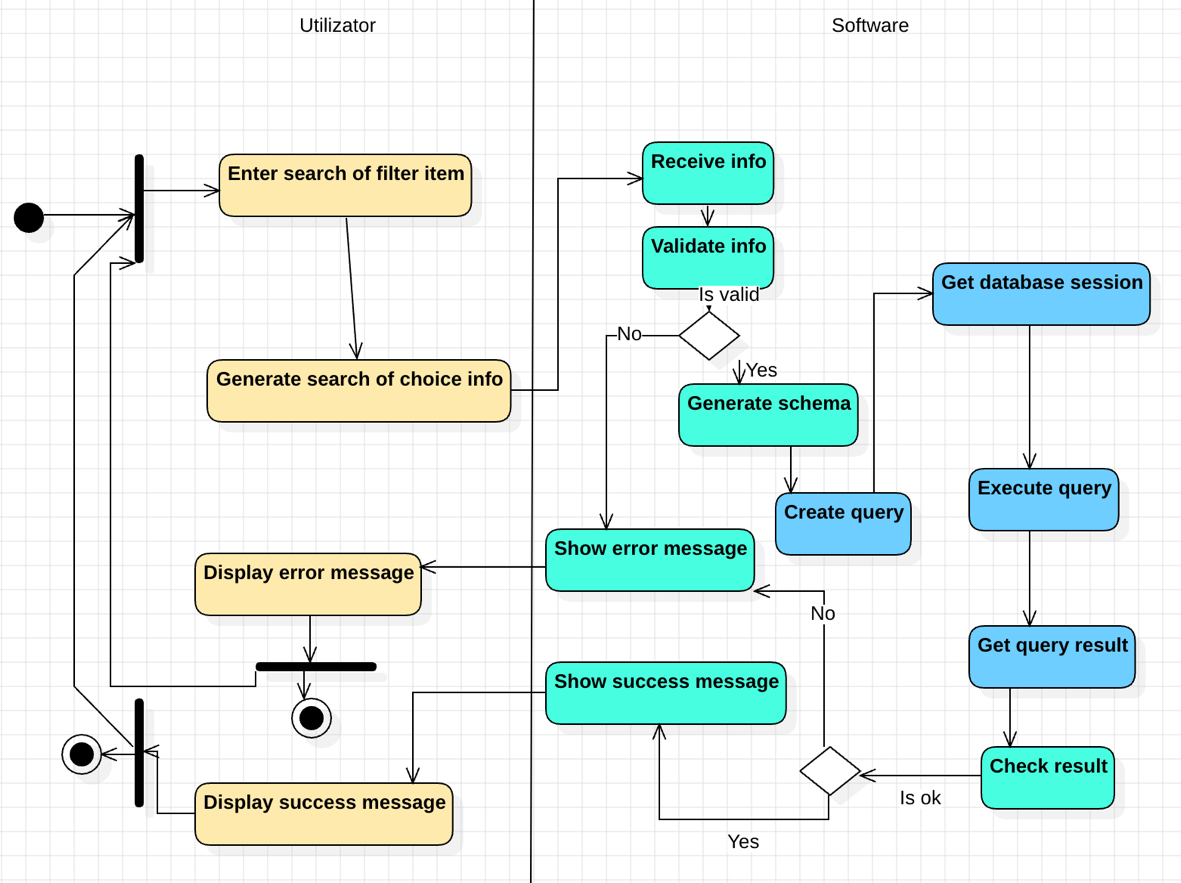 Utilizator
Software
Enter search of filter item
Generate search of choice info
Receive info
Validate info
Is valid
No
Yes
Generate schema
Create query
Get database session
Execute query
Get query result
Check result
Is ok
No
Yes
Show error message
Show success message
Display error message
Display success message